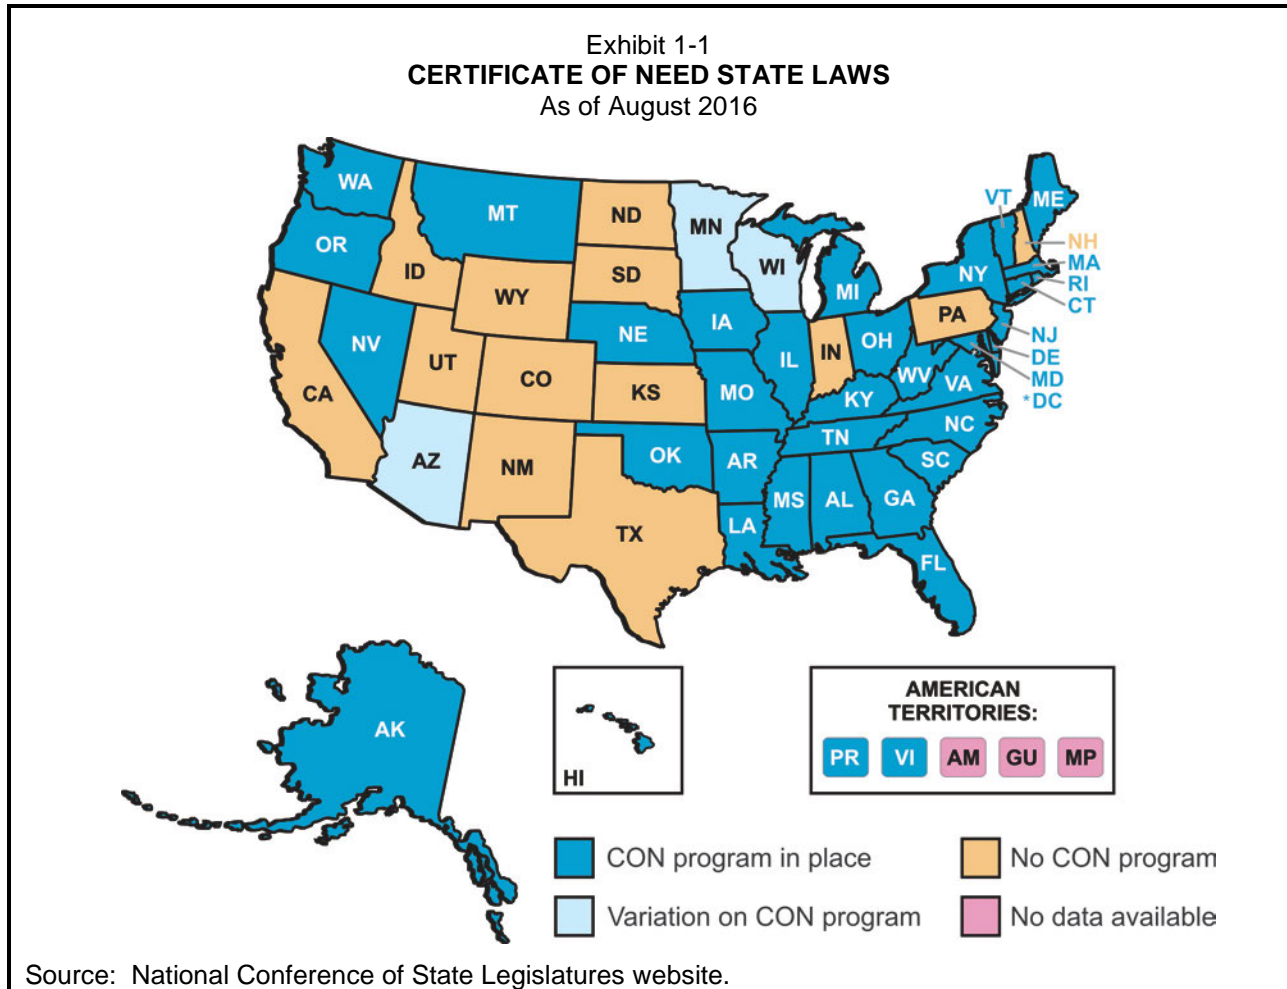 Exhibit 1-1
CERTIFICATE OF NEED STATE LAWS
As of August 2016
WA
MT
ND
MN
VT
ME
OR
ID
SD
WI
NH
MA
RI
CT
WY
MI
NY
NV
UT
CO
NE
IA
IL
IN
OH
PA
NJ
DE
MD
*DC
CA
KS
MO
KY
WV
VA
AZ
NM
OK
AR
TN
NC
SC
TX
LA
MS
AL
GA
FL
AK
HI
AMERICAN
TERRITORIES:
PR VI AM GU MP
CON program in place
No CON program
Variation on CON program
No data available
Source: National Conference of State Legislatures website.